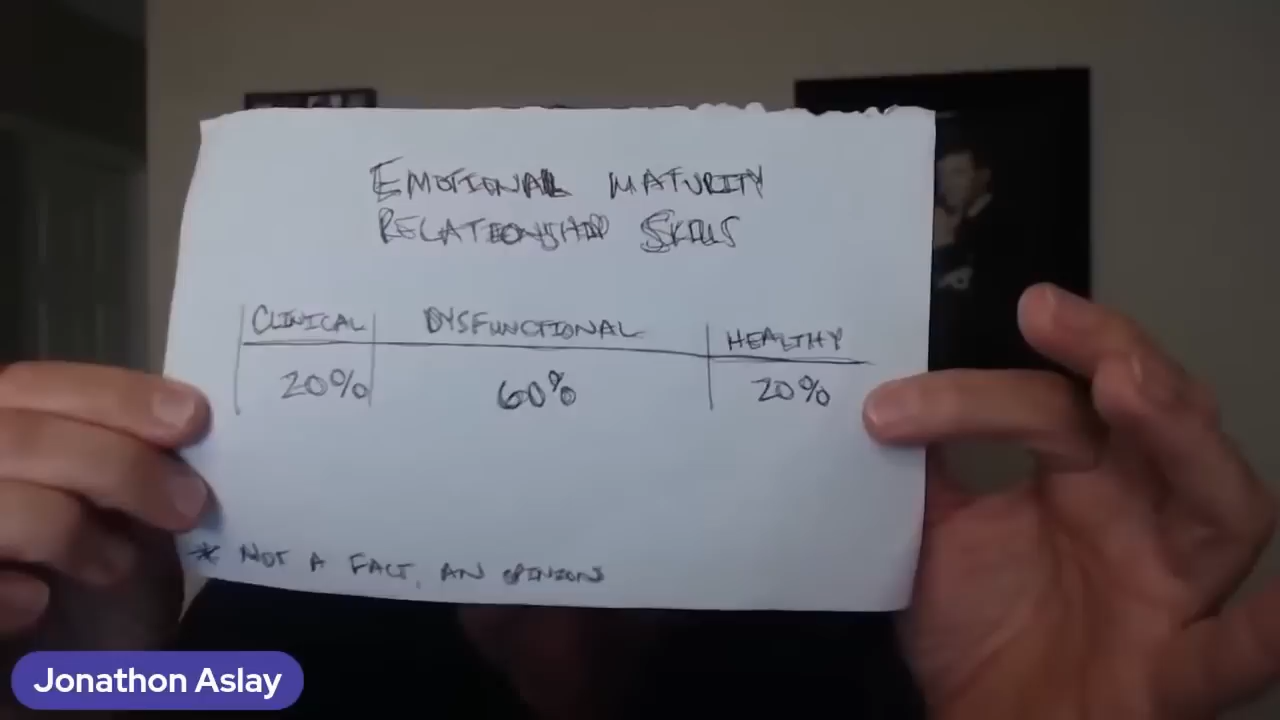 EMOTIONAL MATURITY
RELATIONSHIP SKILLS
CLINICAL DYSFUNCTIONAL HEALTHY
20% 60% 20%
* NOT A FACT, AN OPINION
Jonathon Aslay